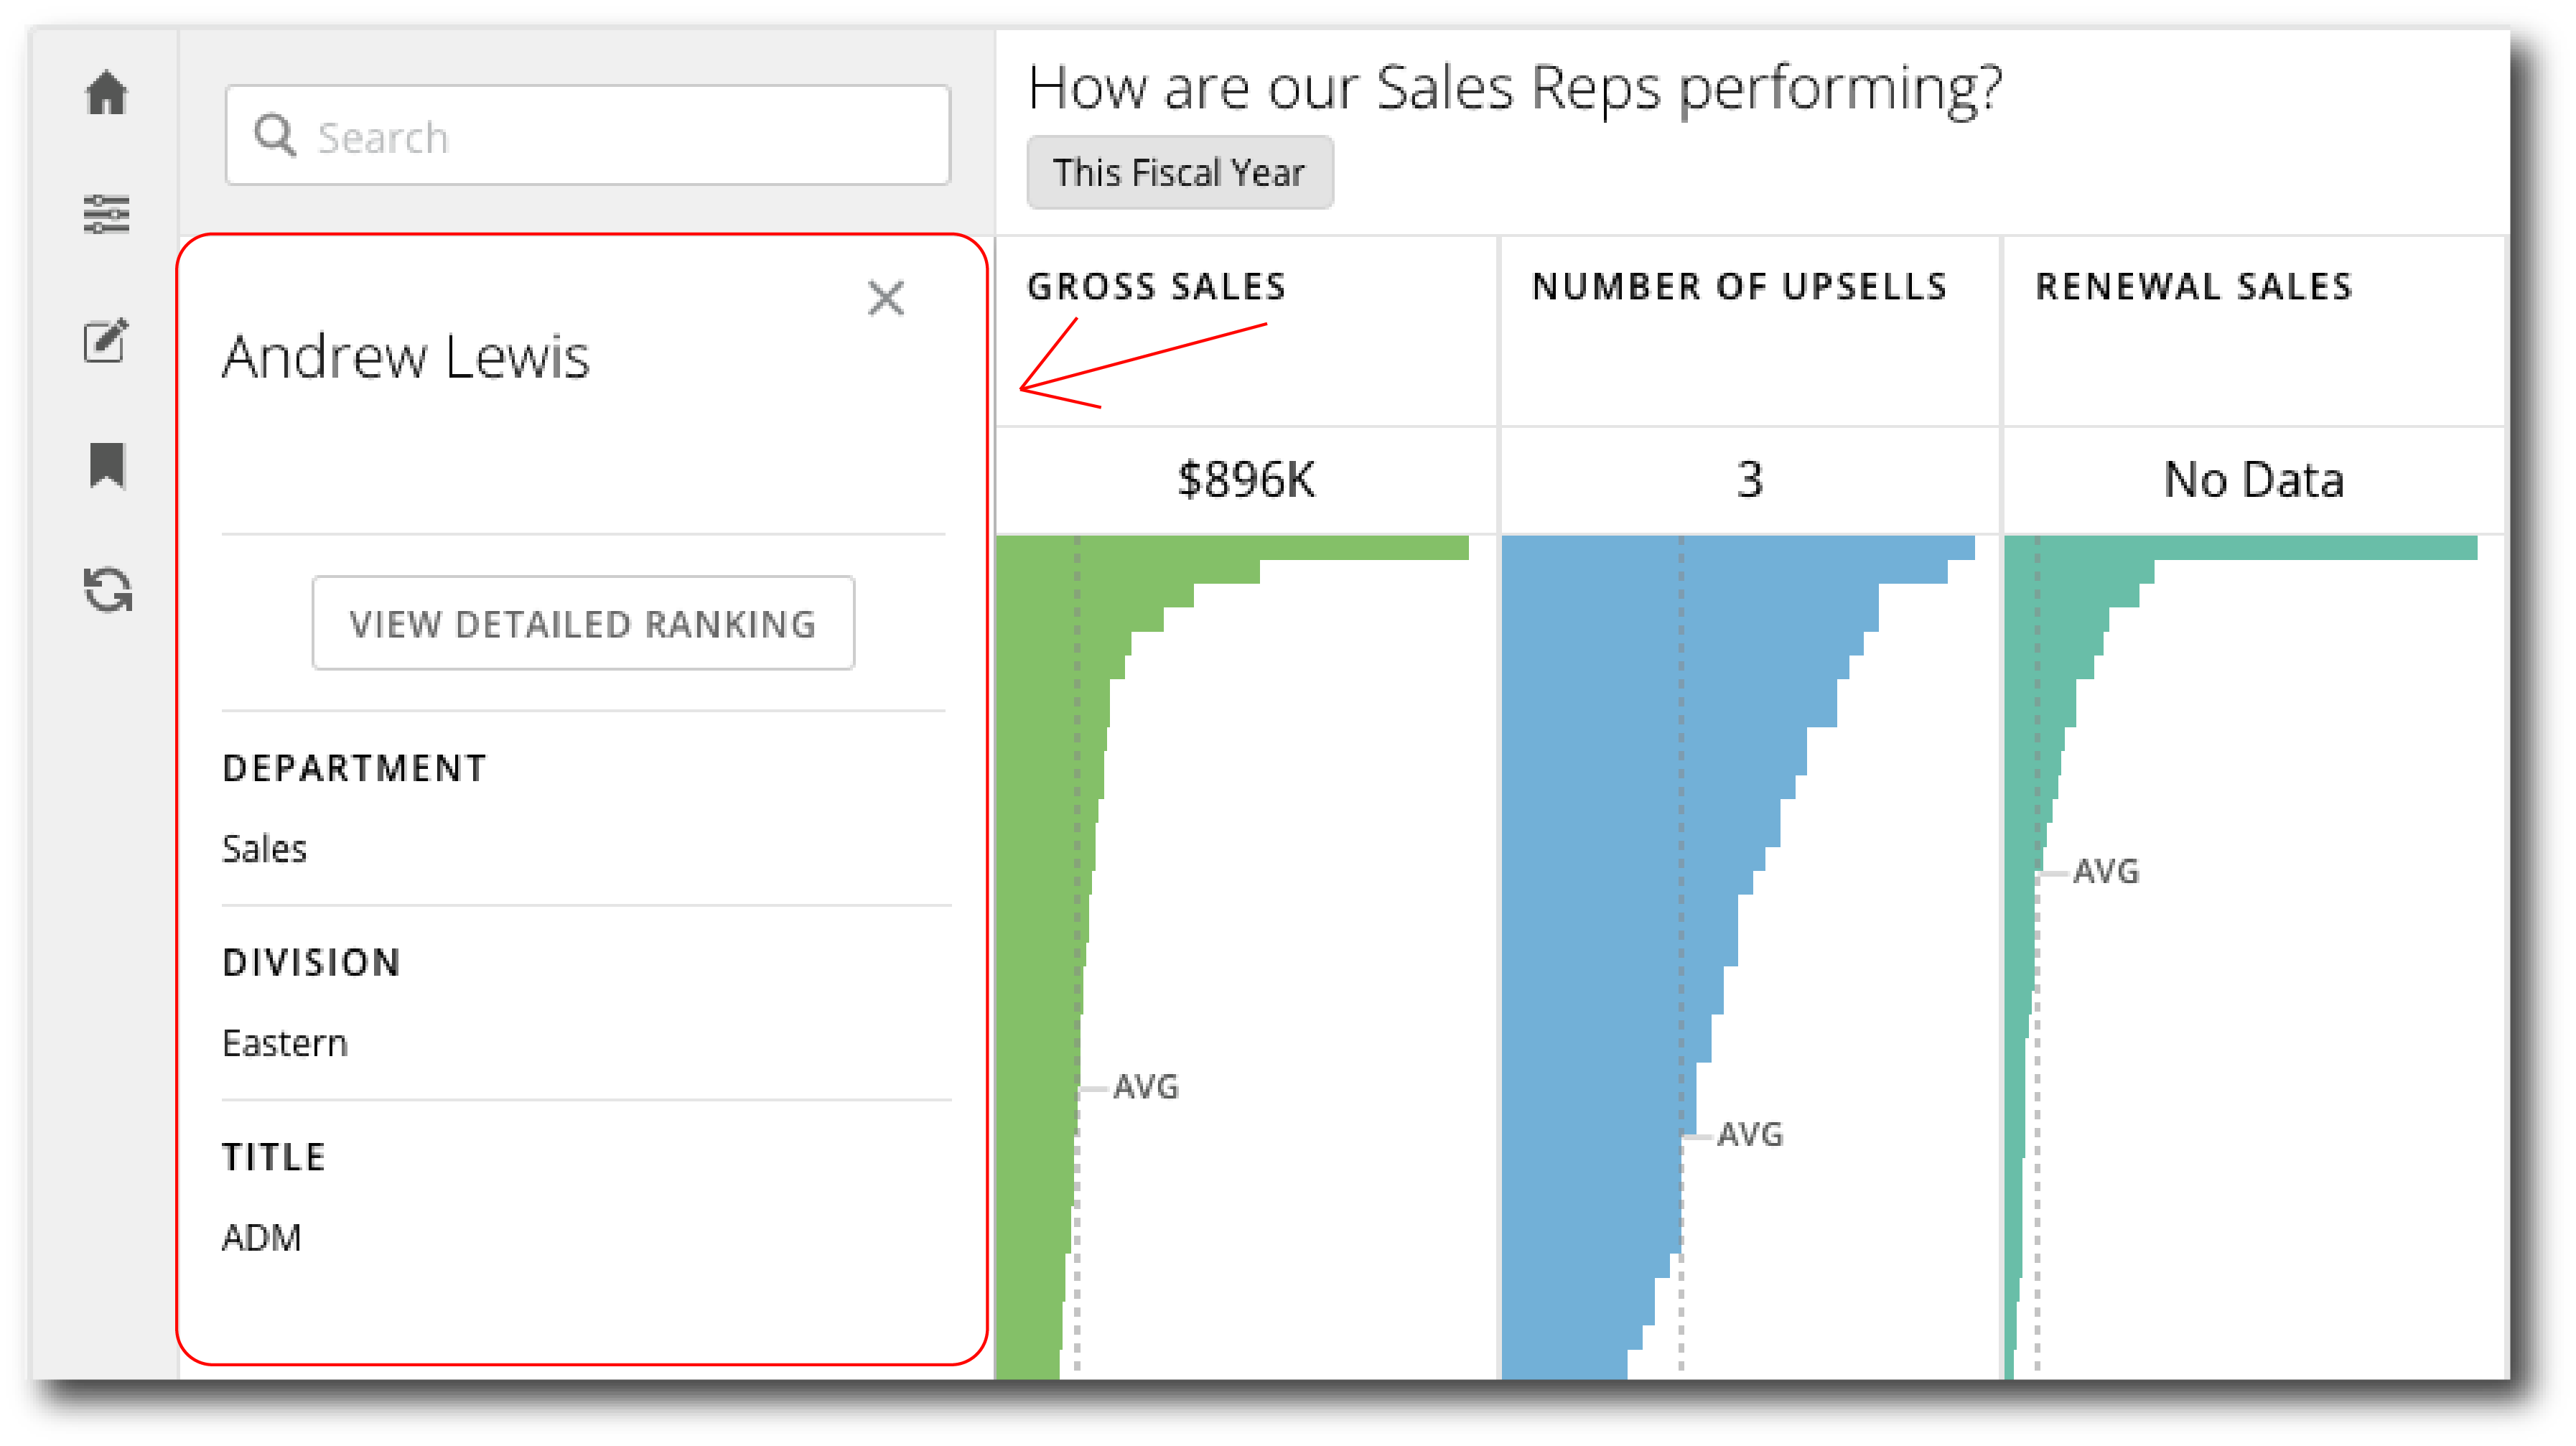 Search
How are our Sales Reps performing?
This Fiscal Year
Andrew Lewis
VIEW DETAILED RANKING
DEPARTMENT
Sales
DIVISION
Eastern
TITLE
ADM
GROSS SALES
$896K
AVG
NUMBER OF UPSELLS
3
AVG
RENEWAL SALES
No Data
AVG